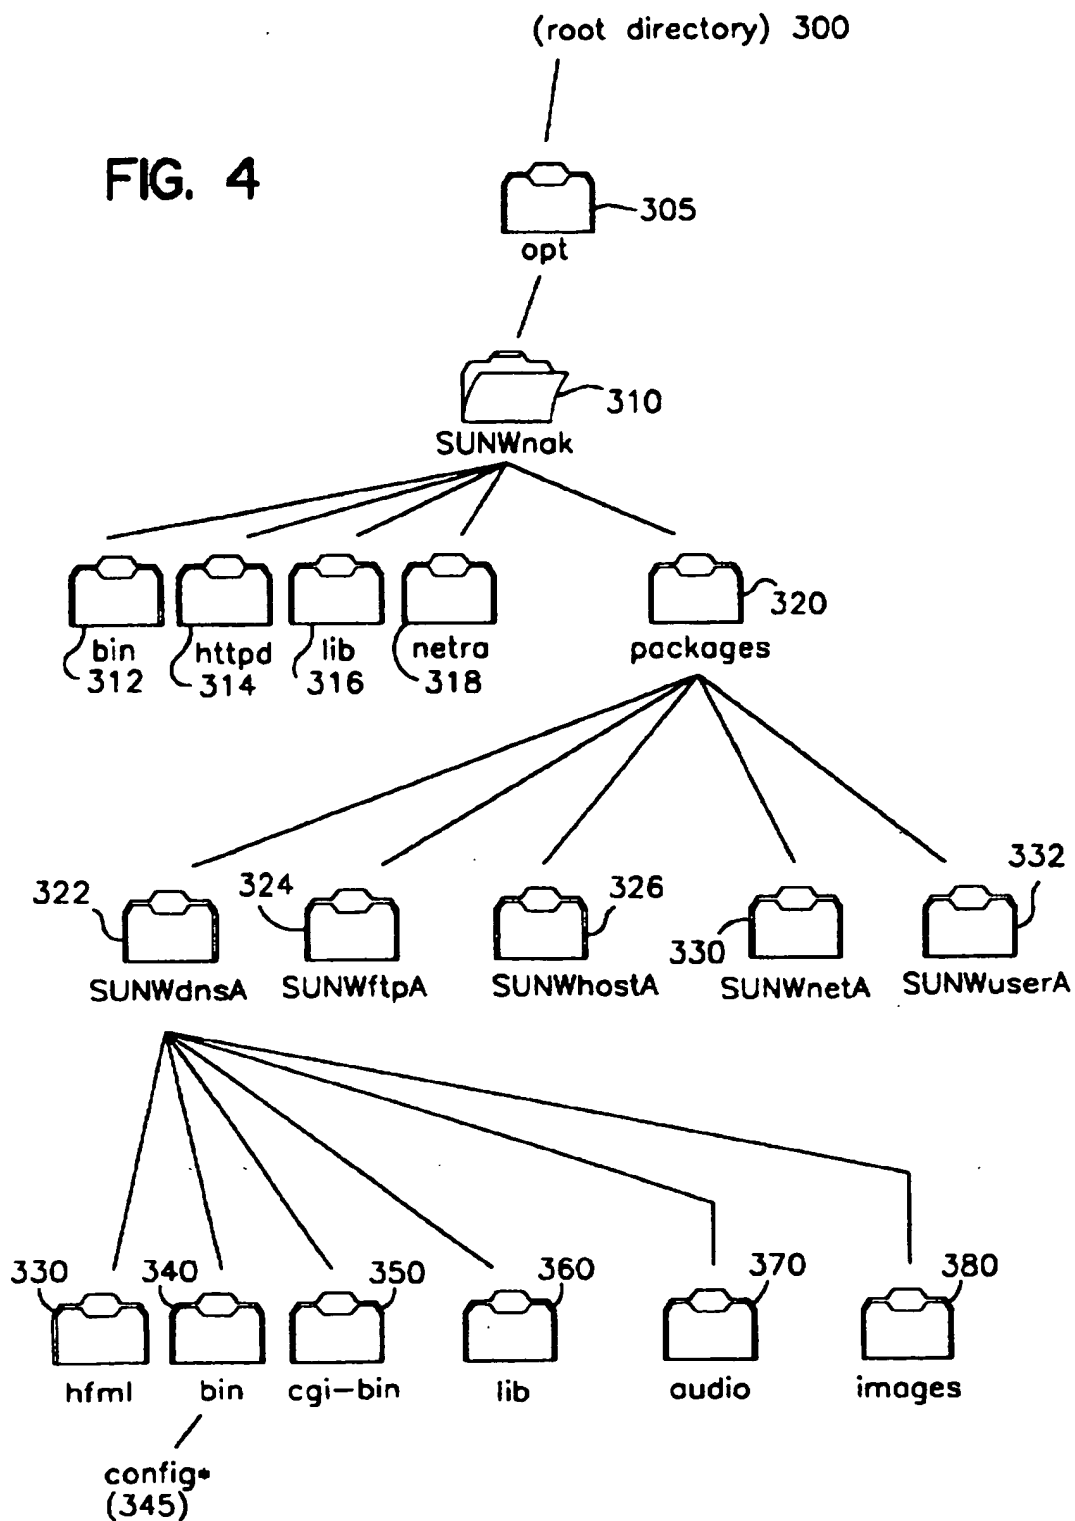 (root directory) 300
FIG. 4
305
opt
310
SUNWnak
320
bin httpd lib netra packages
312 314 316 318
322 324 326 330 332
SUNWdnsA SUNWftpA SUNWhostA SUNWnetA SUNWuserA
330 340 350 360 370 380
hfml bin cgi-bin lib audio images
config*
(345)